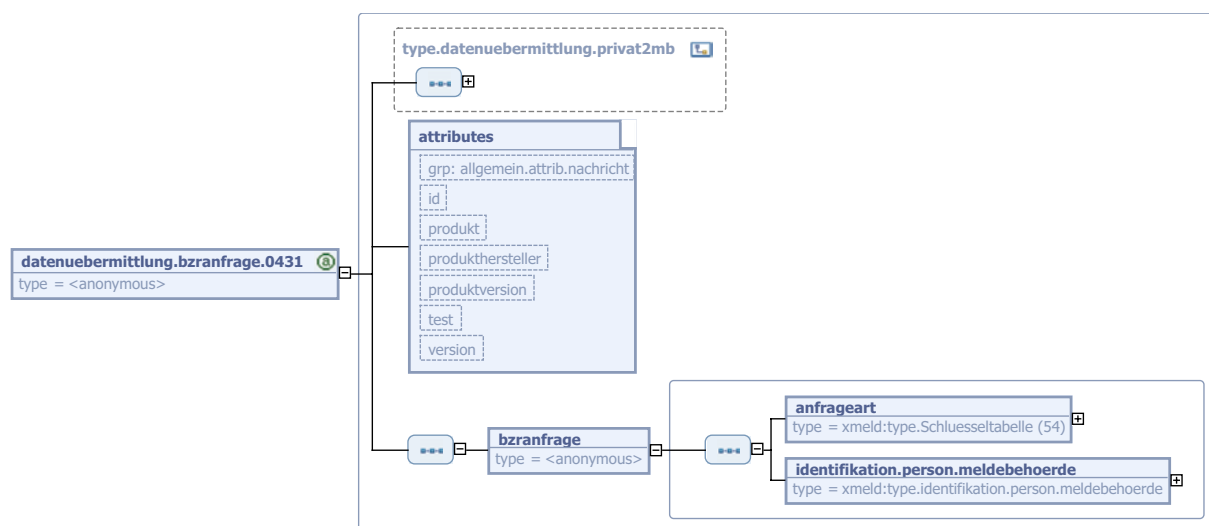 type.datenuebermittlung.privat2mb
attributes
grp: allgemein.attrib.nachricht
id
produkt
produkthersteller
produktversion
test
version
datenuebermittlung.bzranfrage.0431 a
type = <anonymous>
bzranfrage
type = <anonymous>
anfrageart
type = xmeld:type.Schluesseltabelle (54)
identifikation.person.meldebehoerde
type = xmeld:type.identifikation.person.meldebehoerde